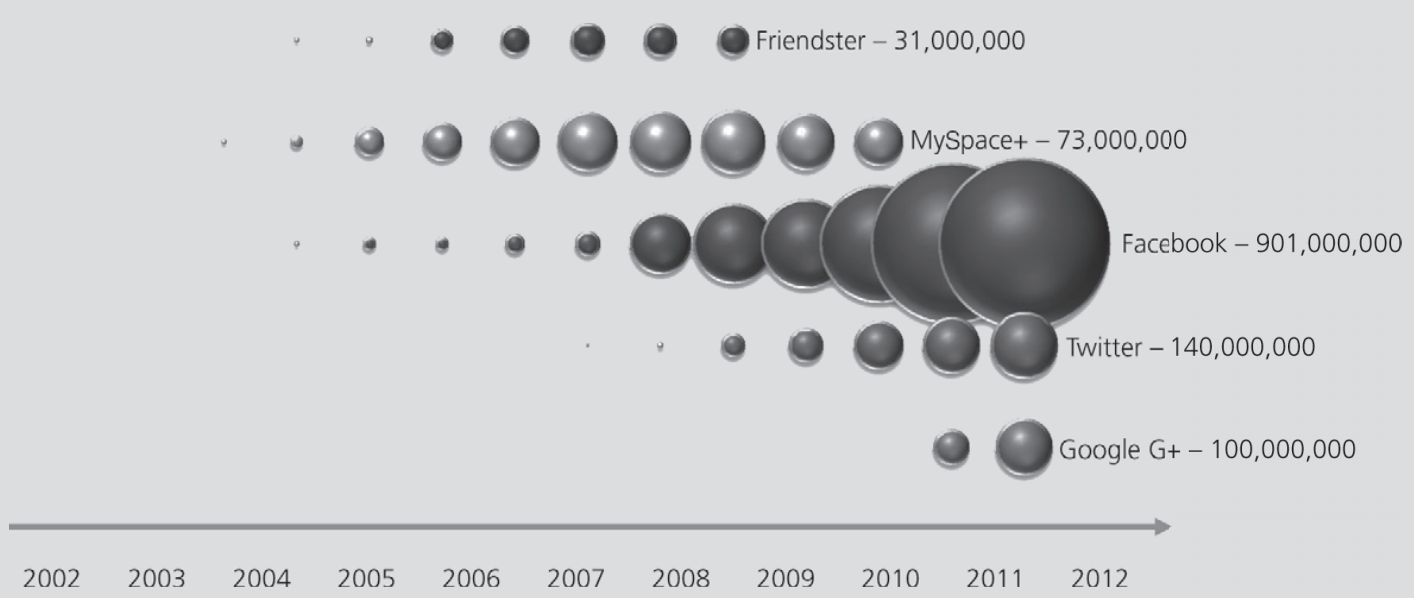 Friendster – 31,000,000
MySpace+ – 73,000,000
Facebook – 901,000,000
Twitter – 140,000,000
Google G+ – 100,000,000
2002 2003 2004 2005 2006 2007 2008 2009 2010 2011 2012